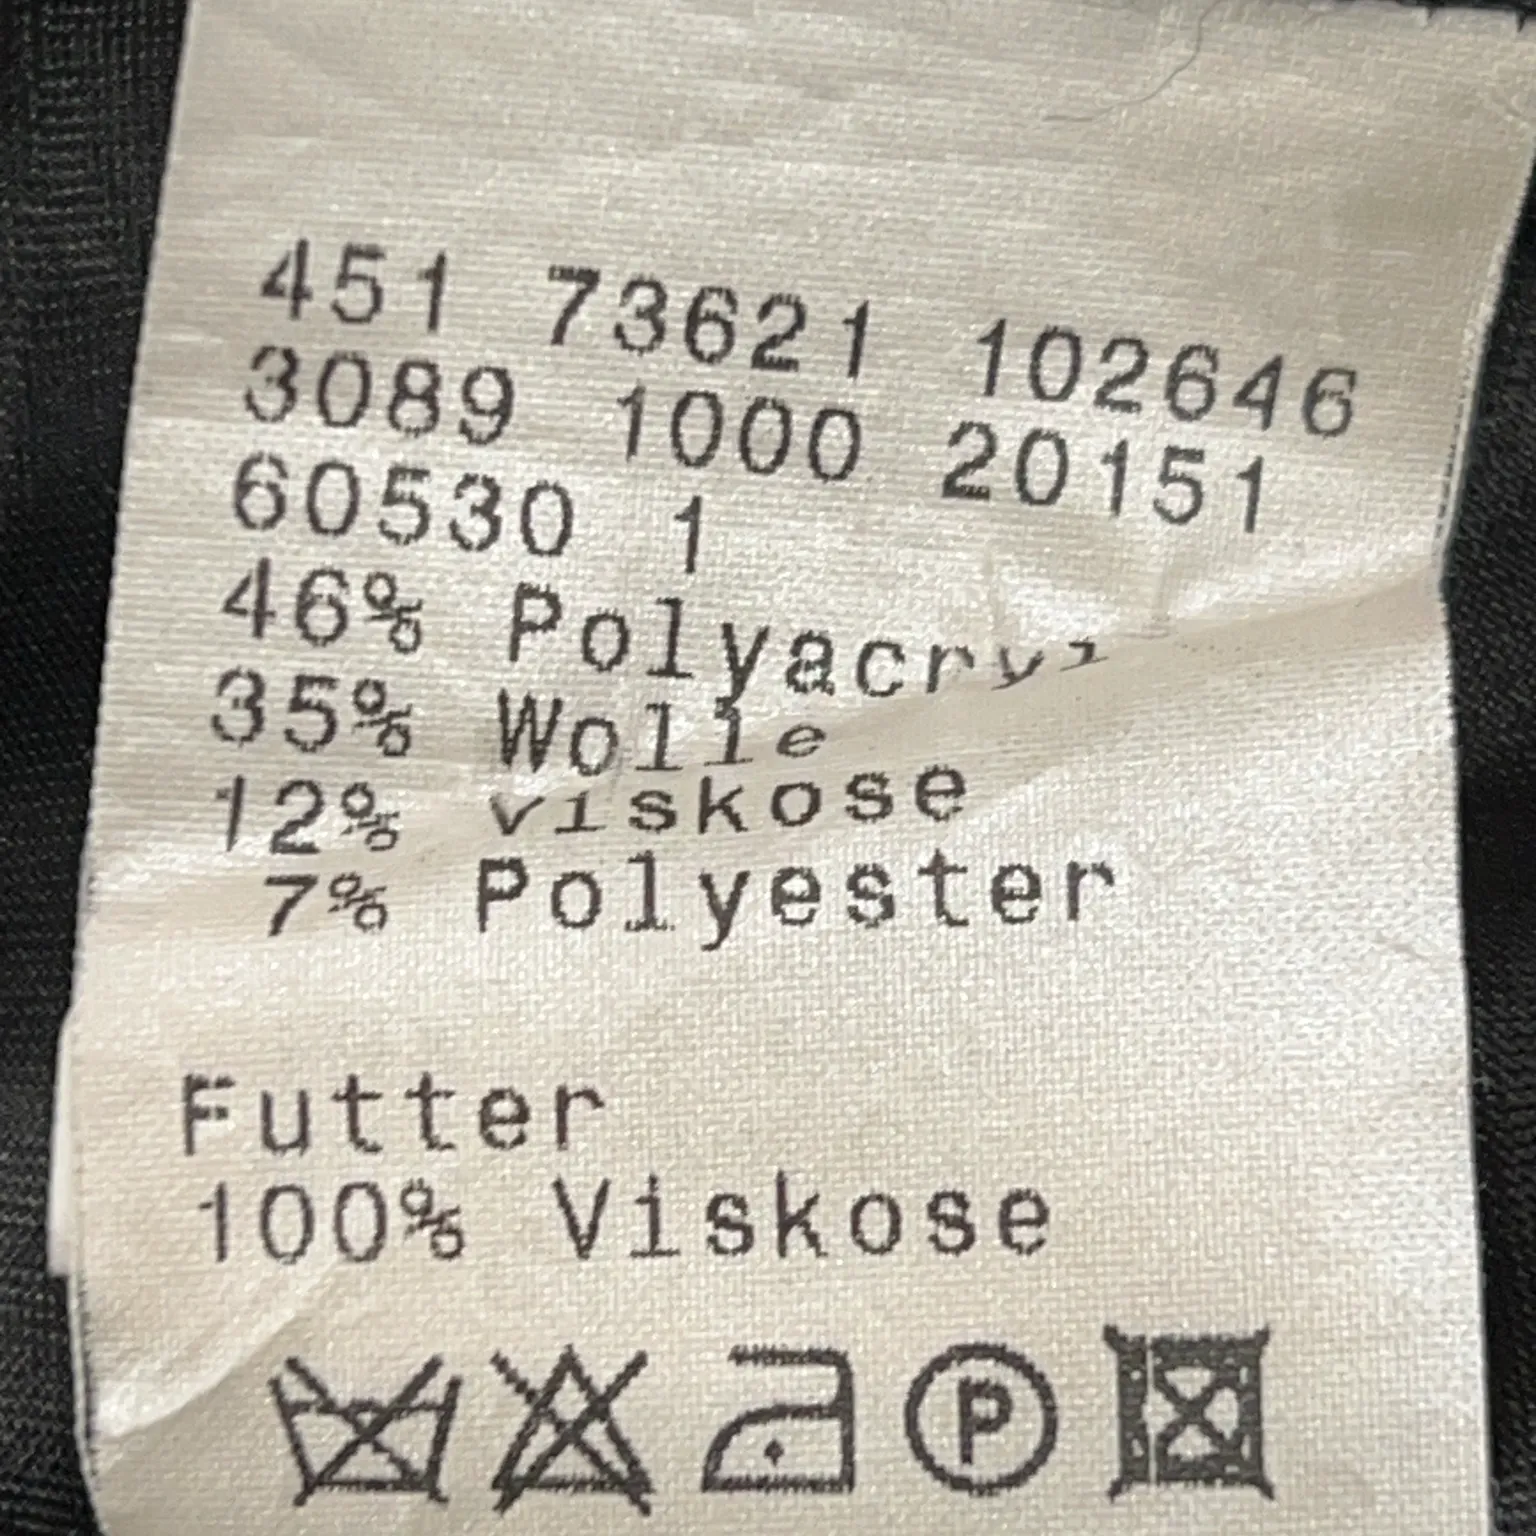 451 73621 102646
3089 1000 20151
60530 1
46% Polyacryl
35% Wolle
12% Viskose
7% Polyester
Futter
100% Viskose
P